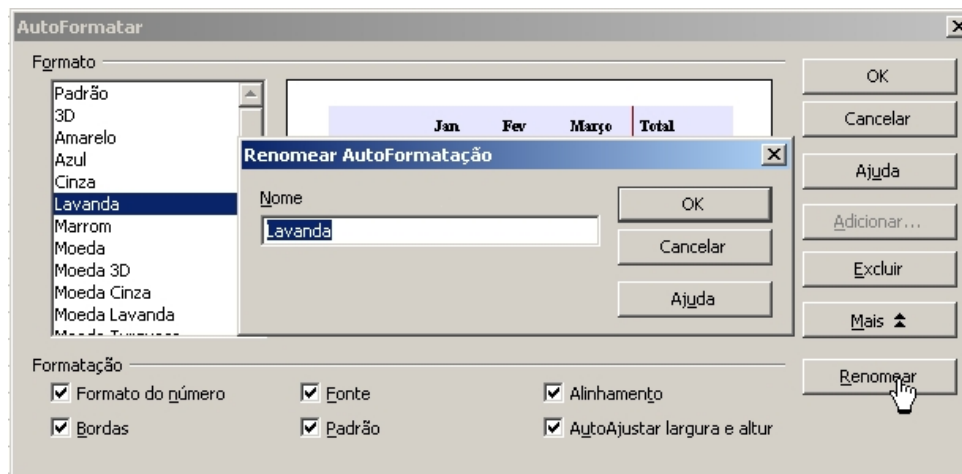 AutoFormatar
Formato
Padrão
3D
Amarelo
Azul
Cinza
Lavanda
Marrom
Moeda
Moeda 3D
Moeda Cinza
Moeda Lavanda
Moeda Turquesa
Jan Fev Março Total
Renomear AutoFormatação
Nome
Lavanda
OK
Cancelar
Ajuda
OK
Cancelar
Ajuda
Adicionar...
Excluir
Mais
Renomear
Formatação
Formato do número
Fonte
Alinhamento
Bordas
Padrão
AutoAjustar largura e altur